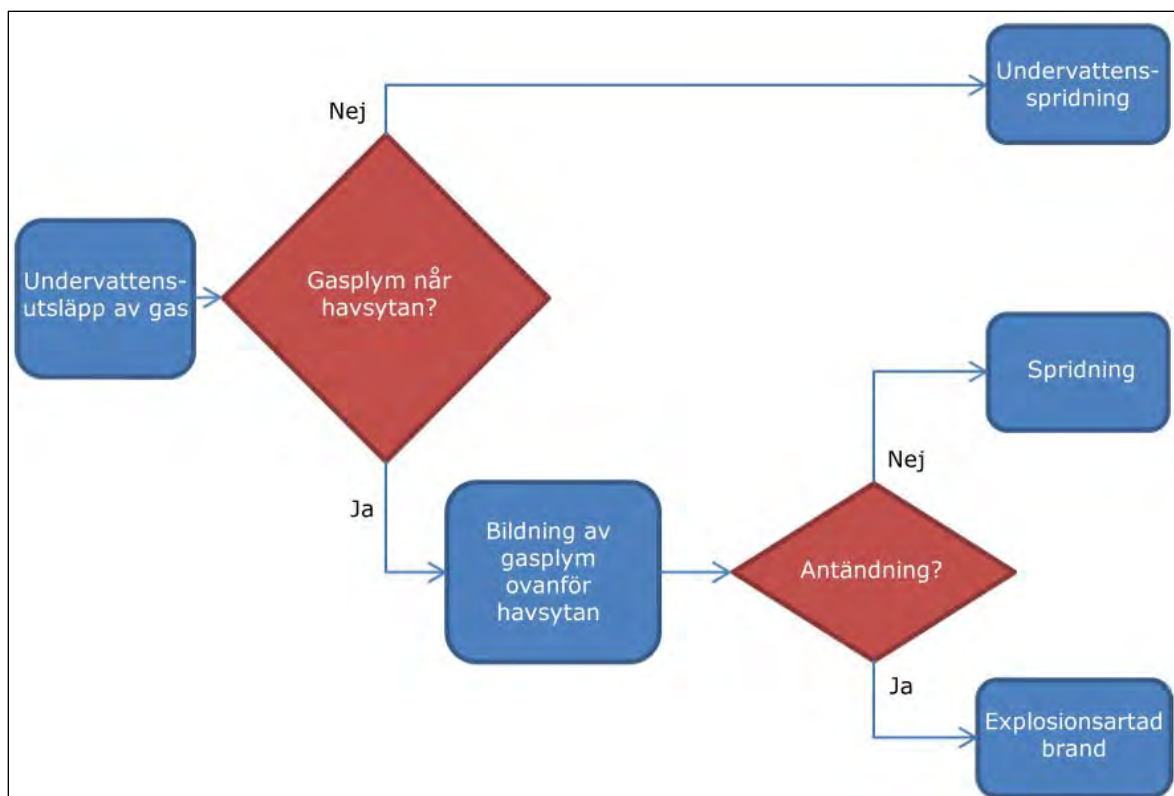 Undervattens-
utsläpp av gas
Gasplym når
havsytan?
Nej
Undervattens-
spridning
Ja
Bildning av
gasplym
ovanför
havsytan
Antändning?
Nej
Spridning
Ja
Explosionsartad
brand